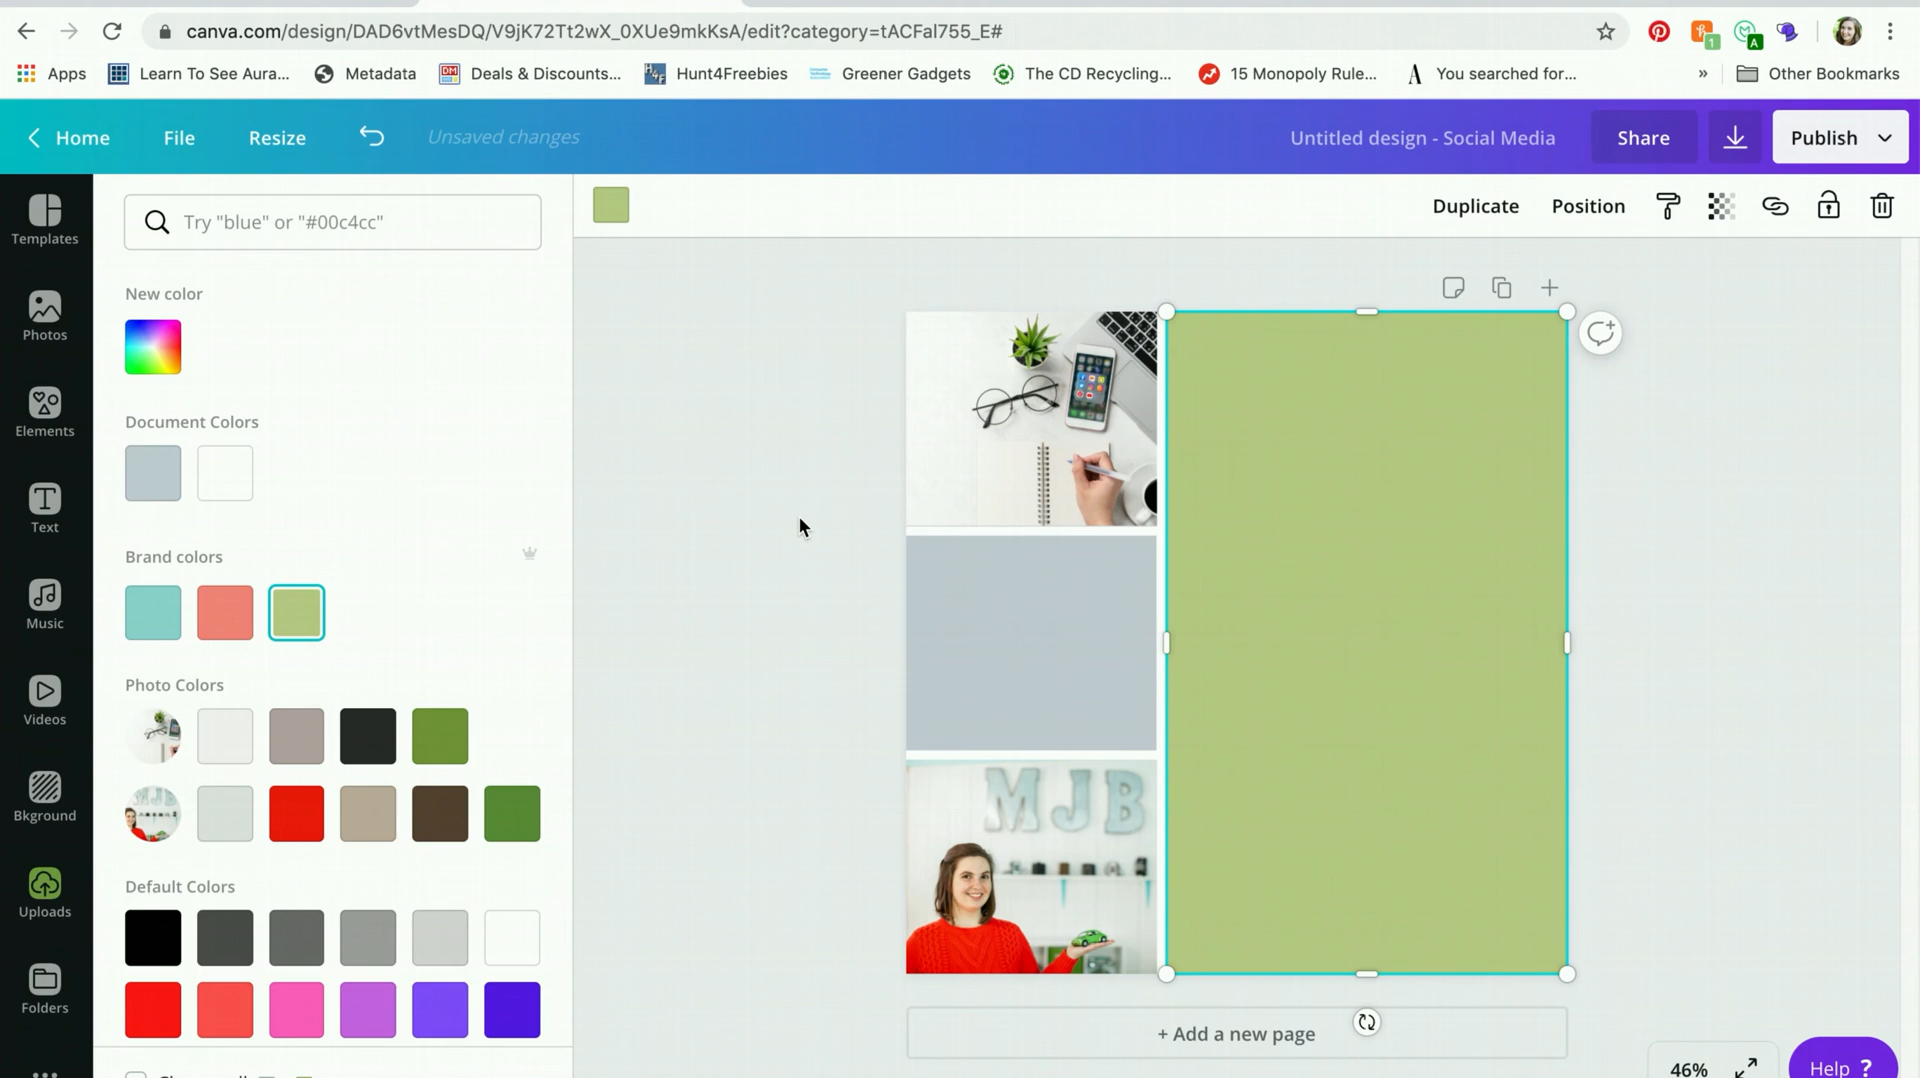 canva.com/design/DAD6vtMesDQ/V9jK72Tt2wX_0XUe9mkKsA/edit?category=tACFal755_E#
1
A
Apps
Learn To See Aura...
Metadata
DM
Deals & Discounts...
H4F
Hunt4Freebies
Greener Gadgets
The CD Recycling...
15 Monopoly Rule...
You searched for...
»
Other Bookmarks
Home
File
Resize
Unsaved changes
Untitled design - Social Media
Share
Publish
Templates
Photos
Elements
Text
Music
Videos
Bkground
Uploads
Folders
Try "blue" or "#00c4cc"
New color
Document Colors
Brand colors
Photo Colors
Default Colors
Duplicate
Position
MJB
+ Add a new page
46%
Help ?